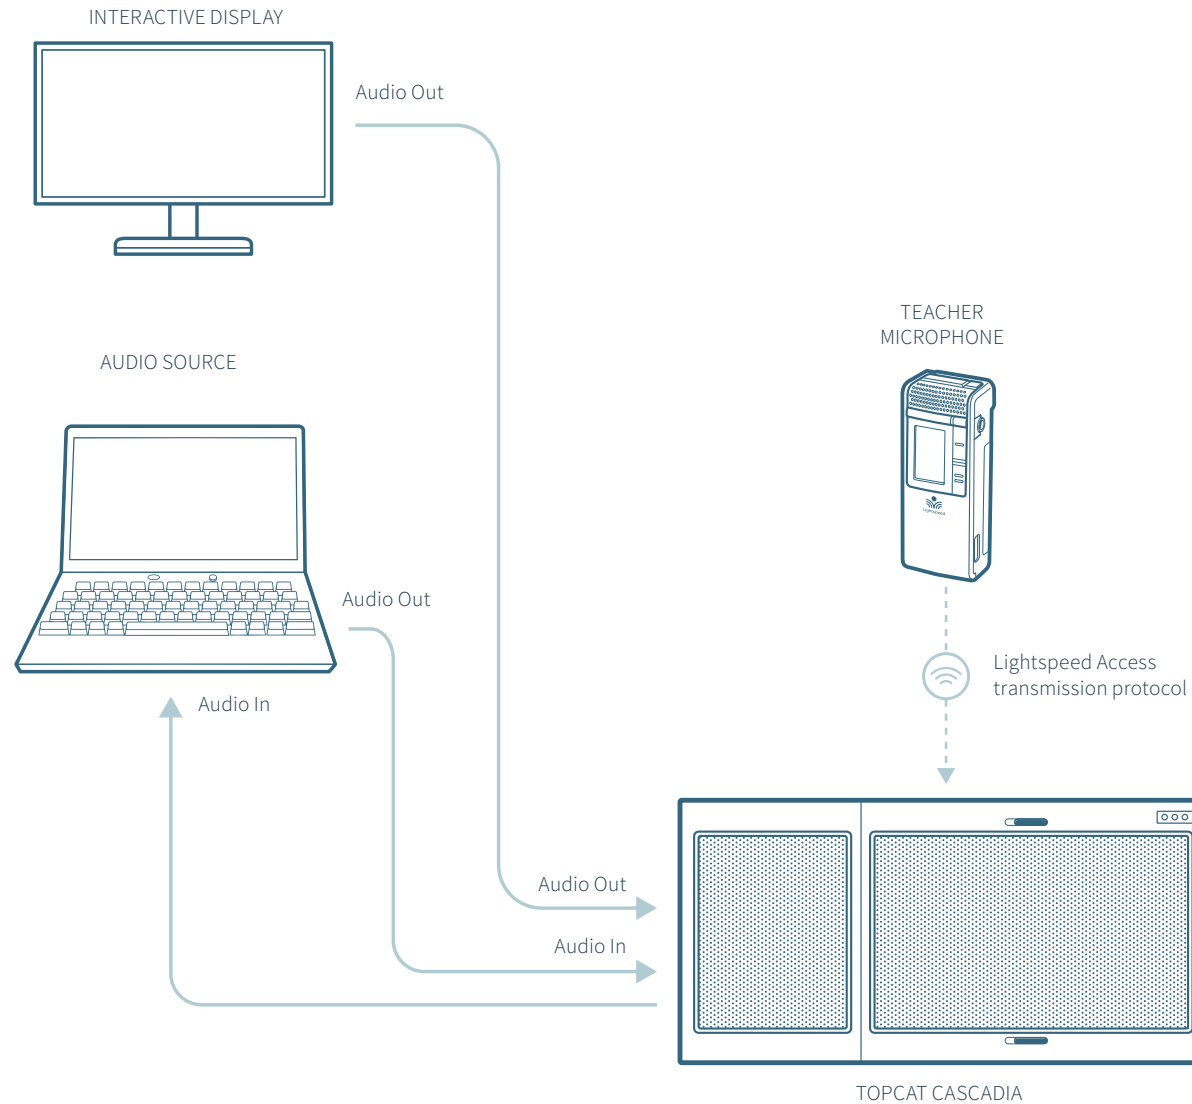 INTERACTIVE DISPLAY
Audio Out
TEACHER
MICROPHONE
AUDIO SOURCE
Lightspeed
Audio Out
Lightspeed Access
transmission protocol
Audio In
Audio Out
Audio In
TOPCAT CASCADIA